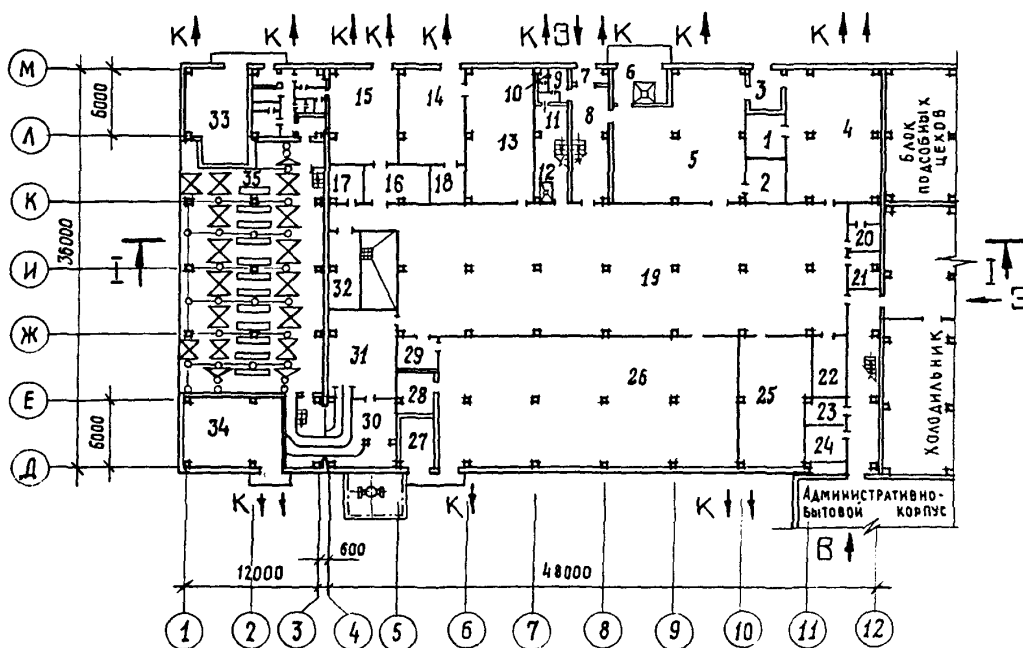 К К К К К К Э К К К
М
Л
К
И
Ж
Е
Д
6000
36000
6000
33
15
14
10
9
7
6
3
11
8
13
5
1
4
12
2
35
17
16
18
БЛОК
ПОДСОБНЫХ
ЦЕХОВ
I
I
32
19
20
21
Э
31
29
26
25
22
28
23
34
30
27
24
ХОЛОДИЛЬНИК
К К К
АДМИНИСТРАТИВНО-
БЫТОВОЙ КОРПУС
В
600
12000
48000
1 2 3 4 5 6 7 8 9 10 11 12